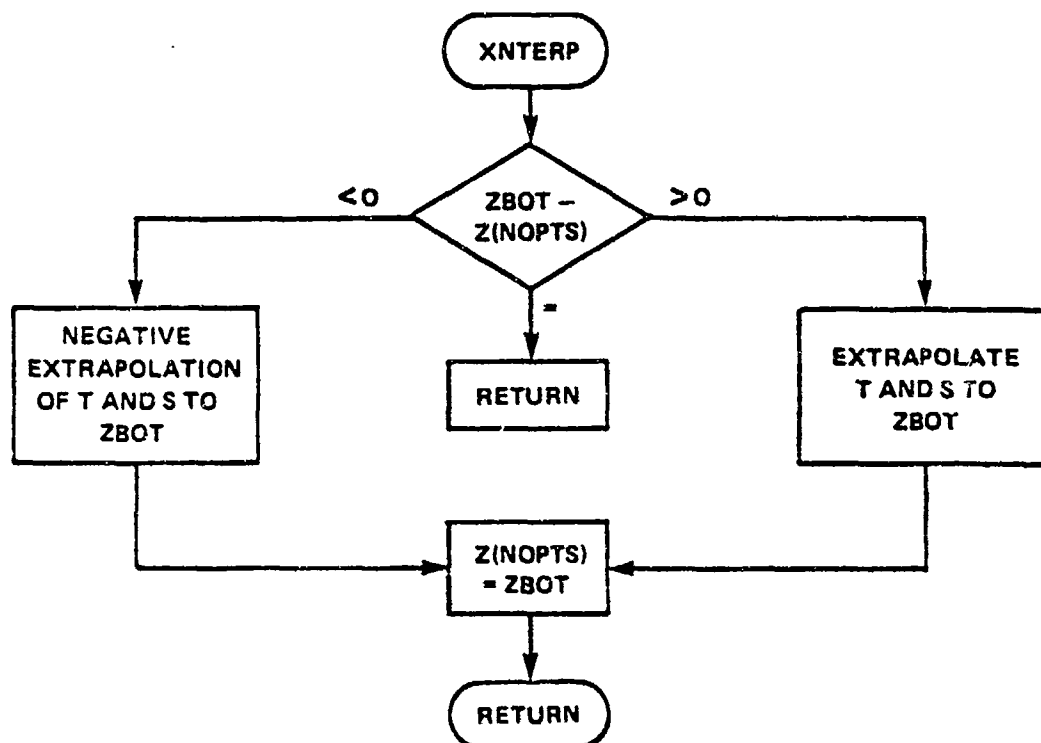 XNTERP
<0
ZBOT –
Z(NOPTS)
>0
=
NEGATIVE
EXTRAPOLATION
OF T AND S TO
ZBOT
RETURN
EXTRAPOLATE
T AND S TO
ZBOT
Z(NOPTS)
= ZBOT
RETURN